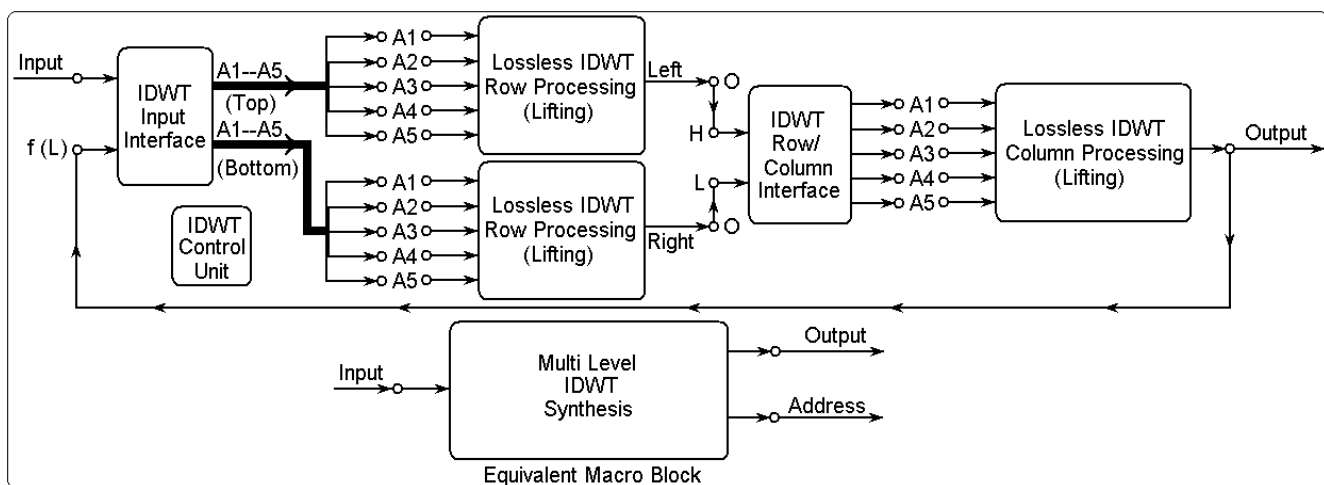 Input
f (L)
IDWT
Input
Interface
A1--A5
(Top)
A1--A5
(Bottom)
IDWT
Control
Unit
A1
A2
A3
A4
A5
Lossless IDWT
Row Processing
(Lifting)
Left
O
H
A1
A2
A3
A4
A5
Lossless IDWT
Row Processing
(Lifting)
Right
L
O
IDWT
Row/
Column
Interface
A1
A2
A3
A4
A5
Lossless IDWT
Column Processing
(Lifting)
Output
Input
Multi Level
IDWT
Synthesis
Output
Address
Equivalent Macro Block